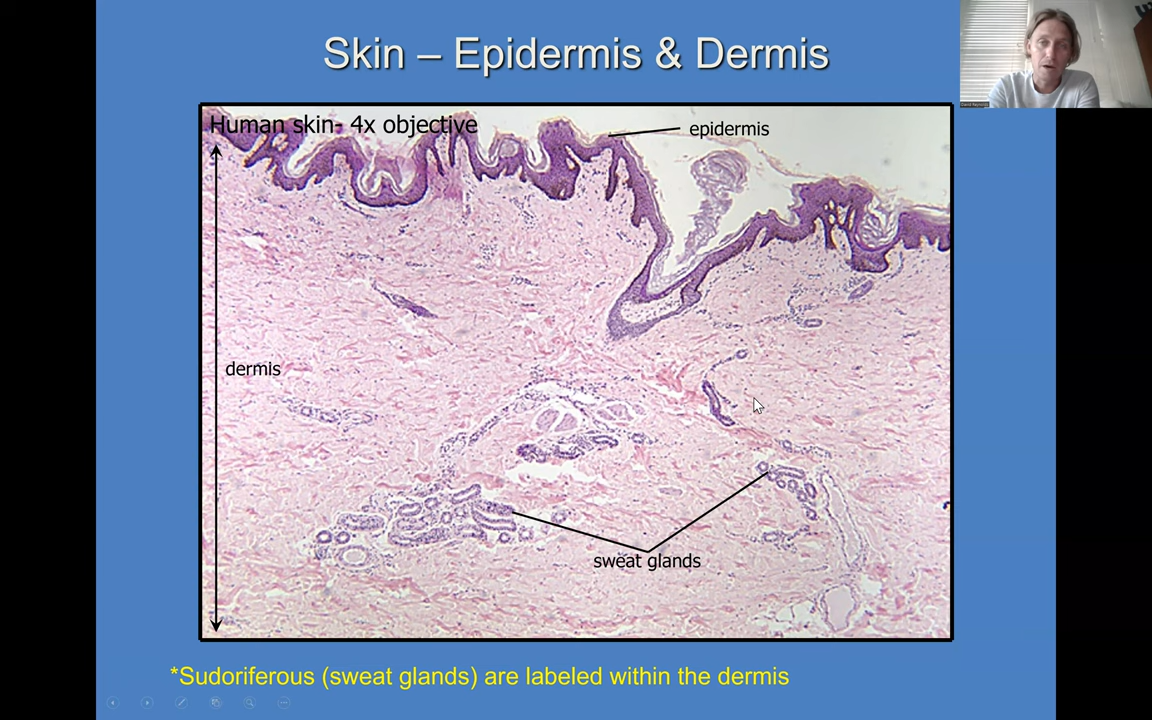 Skin – Epidermis & Dermis
Human skin- 4x objective
epidermis
dermis
sweat glands
*Sudoriferous (sweat glands) are labeled within the dermis